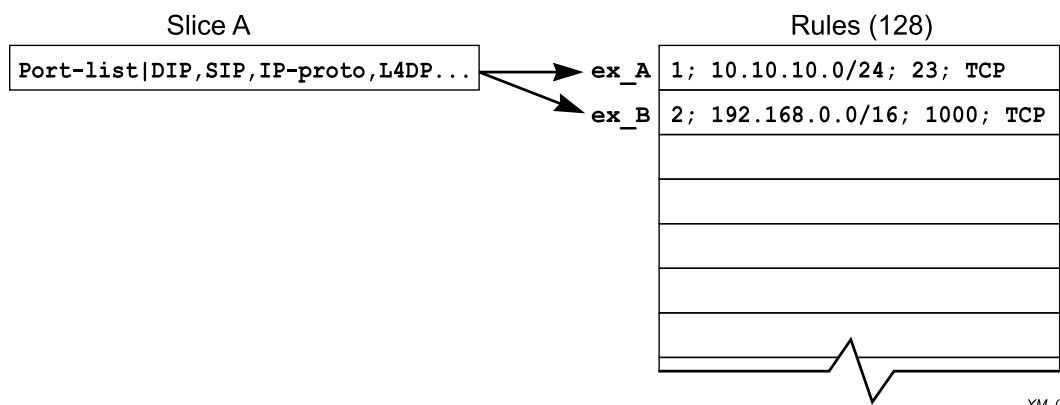 Slice A
Rules (128)
Port-list|DIP,SIP,IP-proto,L4DP...
ex_A
1; 10.10.10.0/24; 23; TCP
ex_B
2; 192.168.0.0/16; 1000; TCP